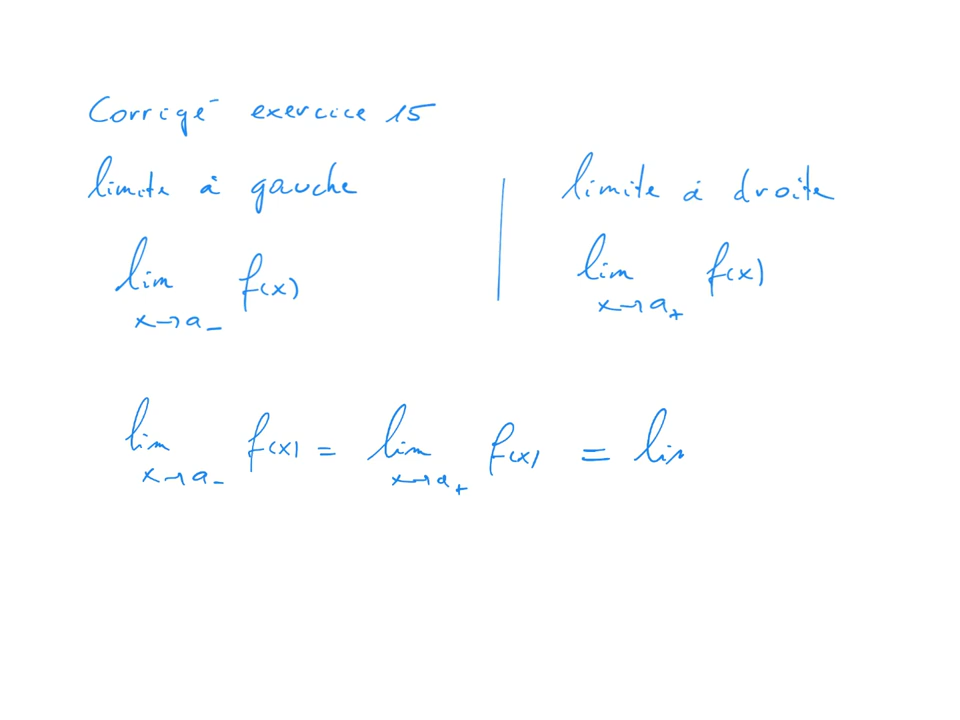 Corrigé exercice 15
limite à gauche | limite à droite
lim f(x) lim f(x)
x→a₋ x→a₊
lim f(x) = lim f(x) = lim
x→a₋ x→a₊